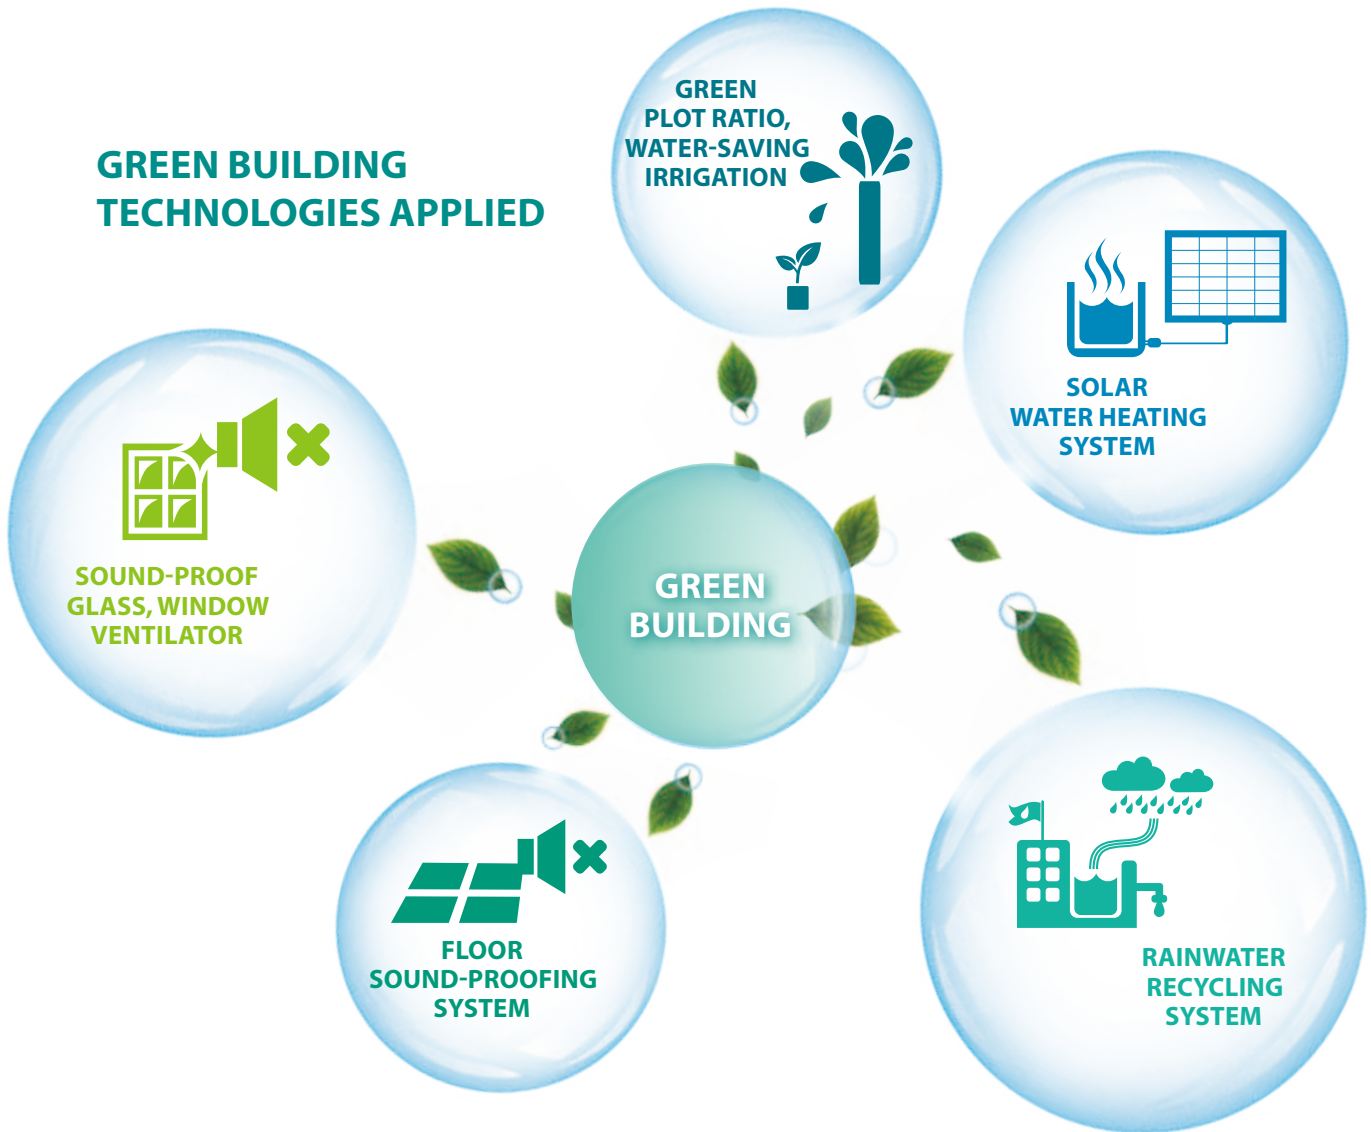 GREEN BUILDING
TECHNOLOGIES APPLIED
GREEN
PLOT RATIO,
WATER-SAVING
IRRIGATION
SOLAR
WATER HEATING
SYSTEM
SOUND-PROOF
GLASS, WINDOW
VENTILATOR
GREEN
BUILDING
FLOOR
SOUND-PROOFING
SYSTEM
RAINWATER
RECYCLING
SYSTEM